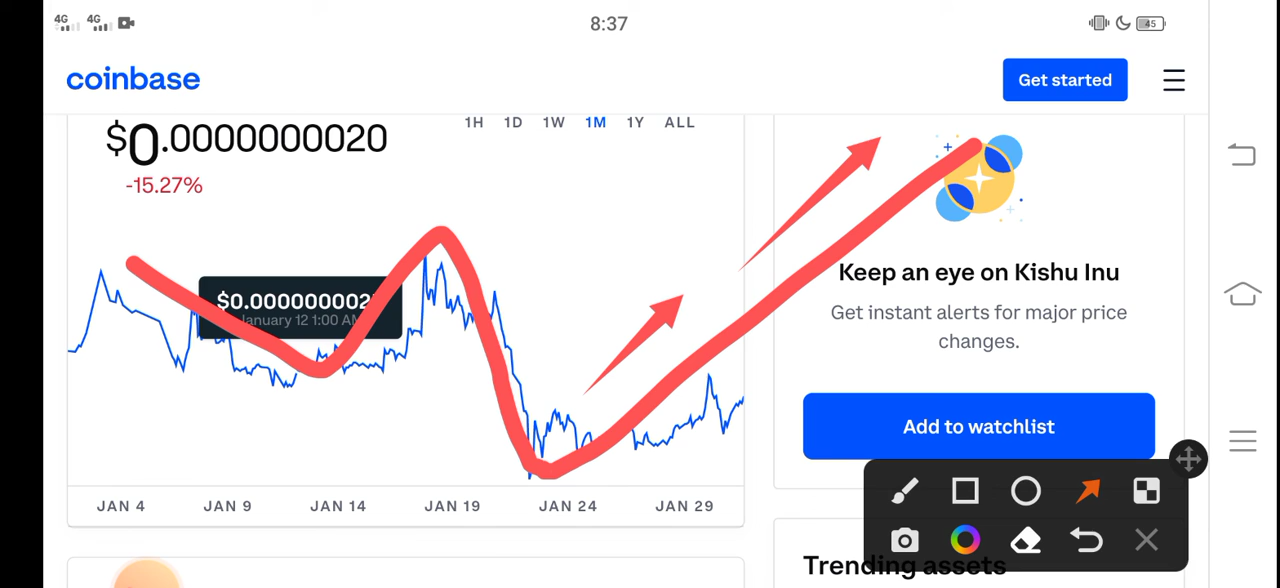 4G 4G 8:37 45
coinbase
Get started
1H 1D 1W 1M 1Y ALL
$0.0000000020
-15.27%
$0.000000002
January 12 1:00 AM
JAN 4 JAN 9 JAN 14 JAN 19 JAN 24 JAN 29
Keep an eye on Kishu Inu
Get instant alerts for major price
changes.
Add to watchlist
Trending assets